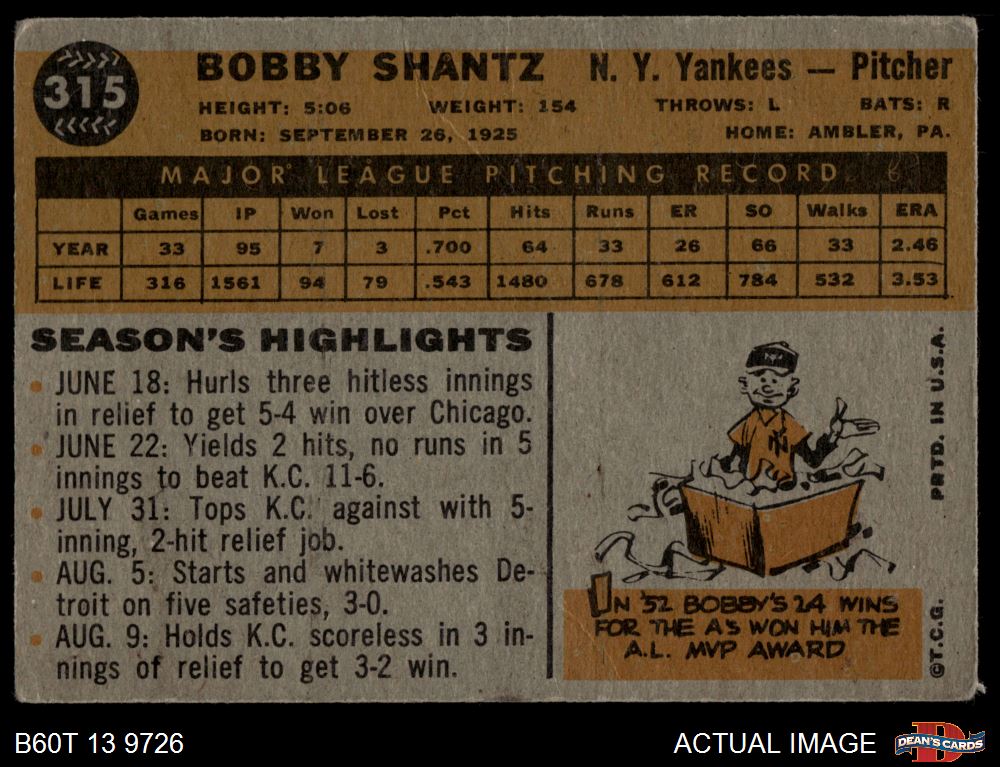 315
BOBBY SHANTZ N. Y. Yankees — Pitcher
HEIGHT: 5:06 WEIGHT: 154 THROWS: L BATS: R
BORN: SEPTEMBER 26, 1925 HOME: AMBLER, PA.
MAJOR LEAGUE PITCHING RECORD
Games IP Won Lost Pct Hits Runs ER SO Walks ERA
YEAR 33 95 7 3 .700 64 33 26 66 33 2.46
LIFE 316 1561 94 79 .543 1480 678 612 784 532 3.53
SEASON'S HIGHLIGHTS
• JUNE 18: Hurls three hitless innings
in relief to get 5-4 win over Chicago.
• JUNE 22: Yields 2 hits, no runs in 5
innings to beat K.C. 11-6.
• JULY 31: Tops K.C. against with 5-
inning, 2-hit relief job.
• AUG. 5: Starts and whitewashes De-
troit on five safeties, 3-0.
• AUG. 9: Holds K.C. scoreless in 3 in-
nings of relief to get 3-2 win.
NY
IN '52 BOBBY'S 24 WINS
FOR THE A'S WON HIM THE
A.L. MVP AWARD
©T.C.G. PRTD. IN U.S.A.
B60T 13 9726
ACTUAL IMAGE
DEAN'S CARDS